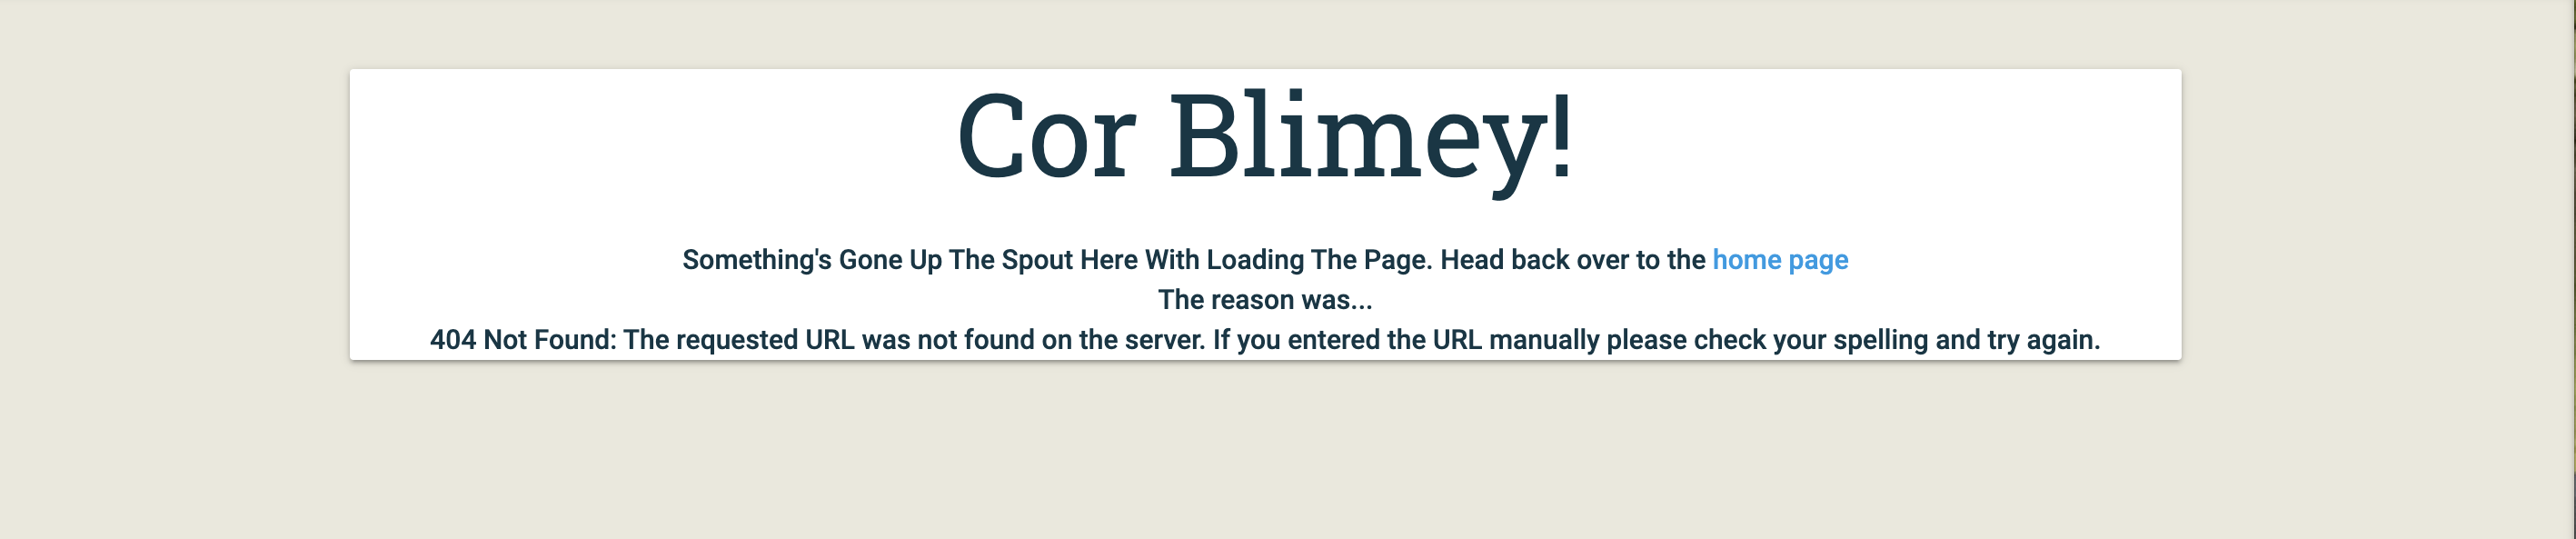 Cor Blimey!
Something's Gone Up The Spout Here With Loading The Page. Head back over to the home page
The reason was...
404 Not Found: The requested URL was not found on the server. If you entered the URL manually please check your spelling and try again.